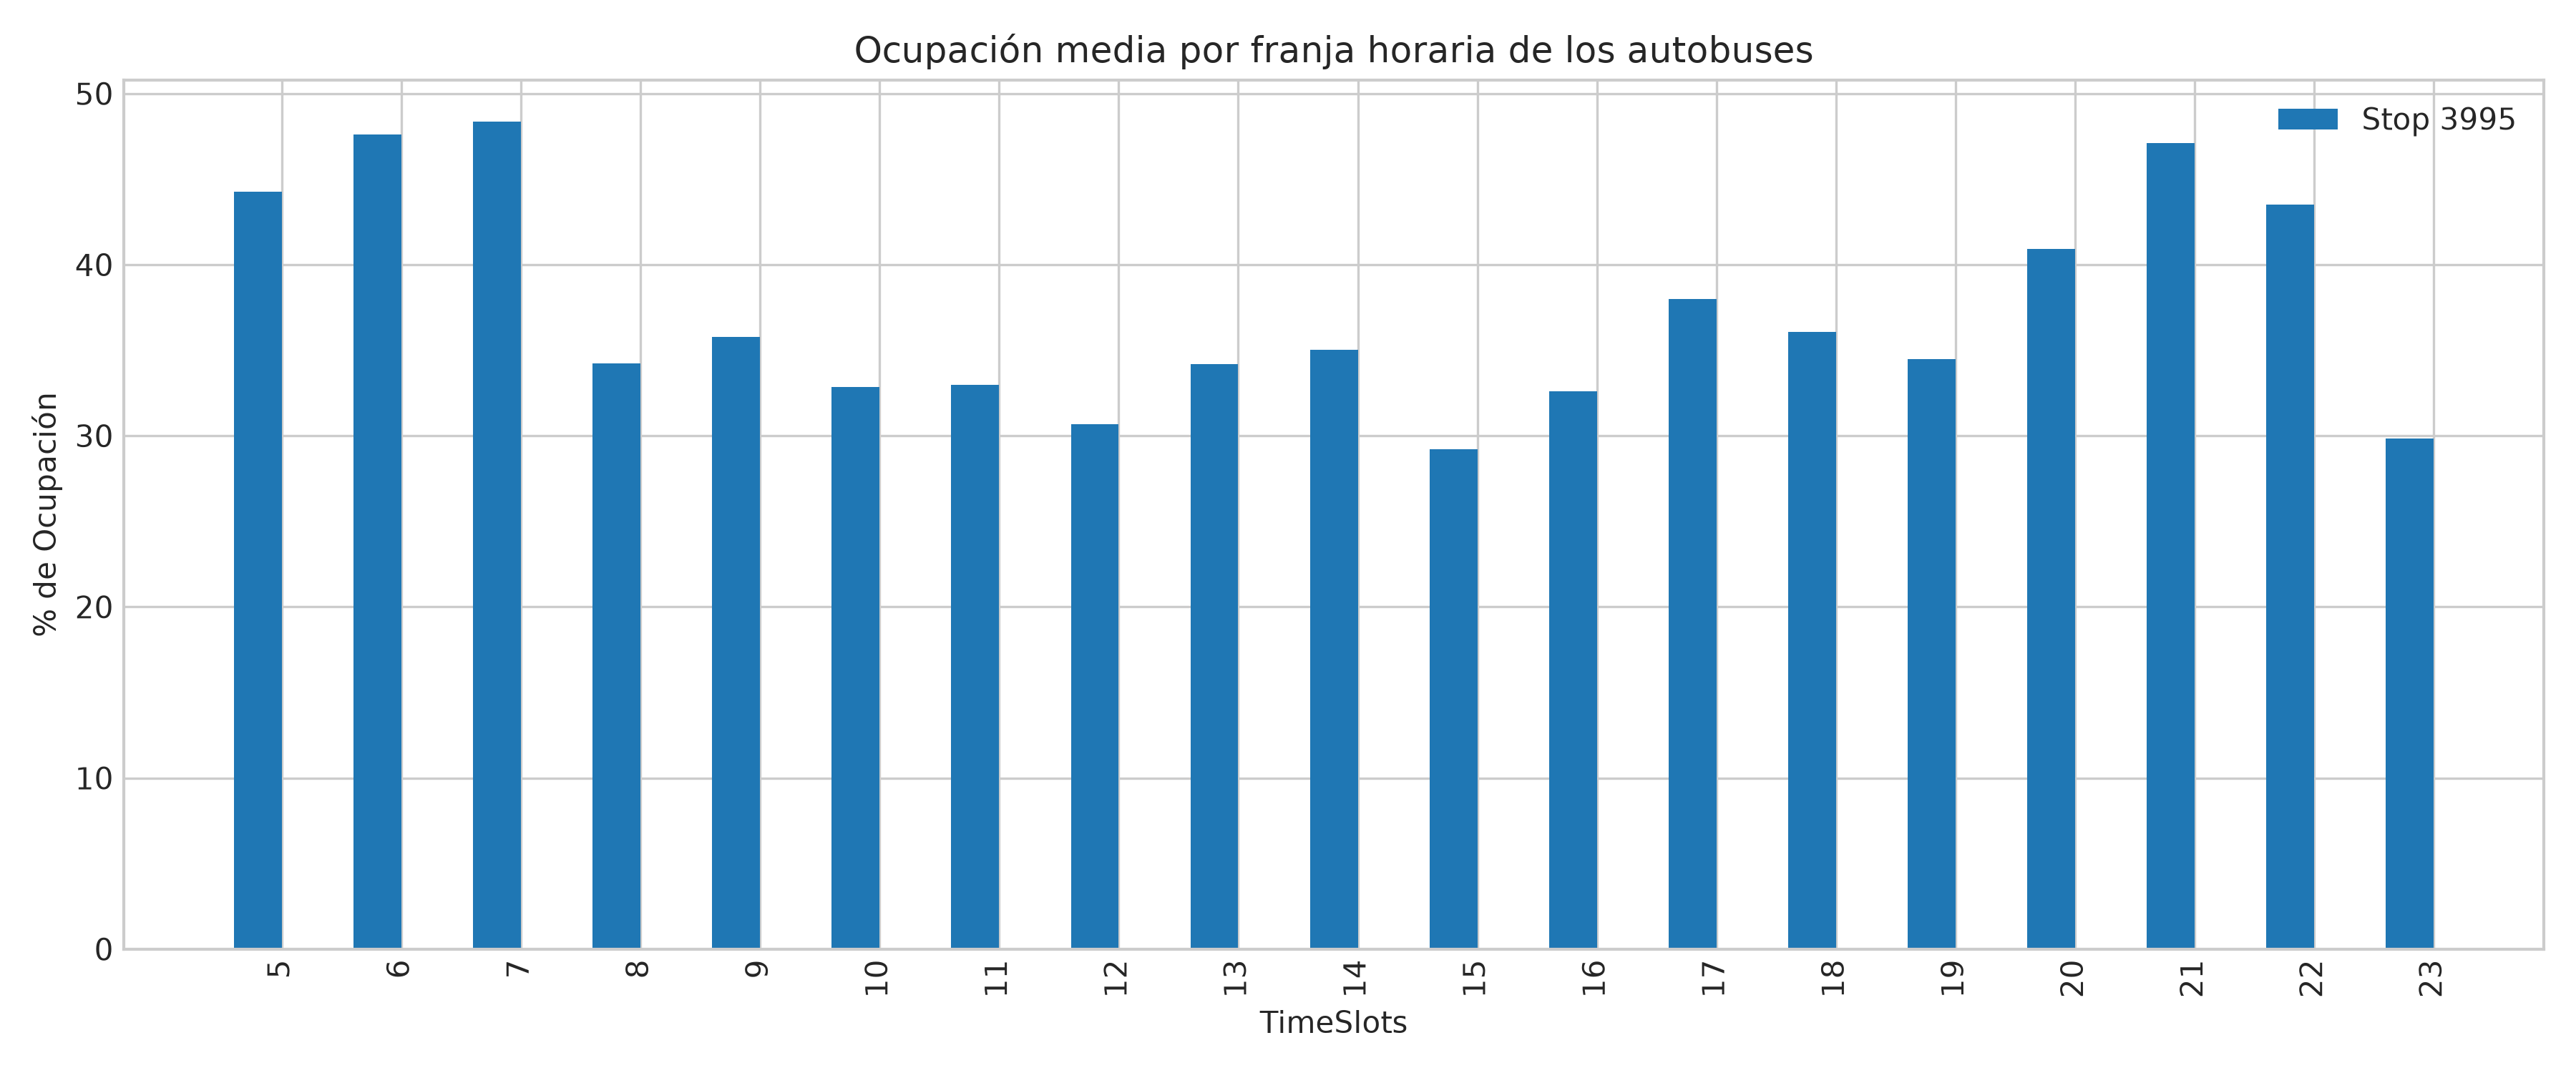 Ocupación media por franja horaria de los autobuses
Stop 3995
% de Ocupación
50
40
30
20
10
0
5 6 7 8 9 10 11 12 13 14 15 16 17 18 19 20 21 22 23
TimeSlots